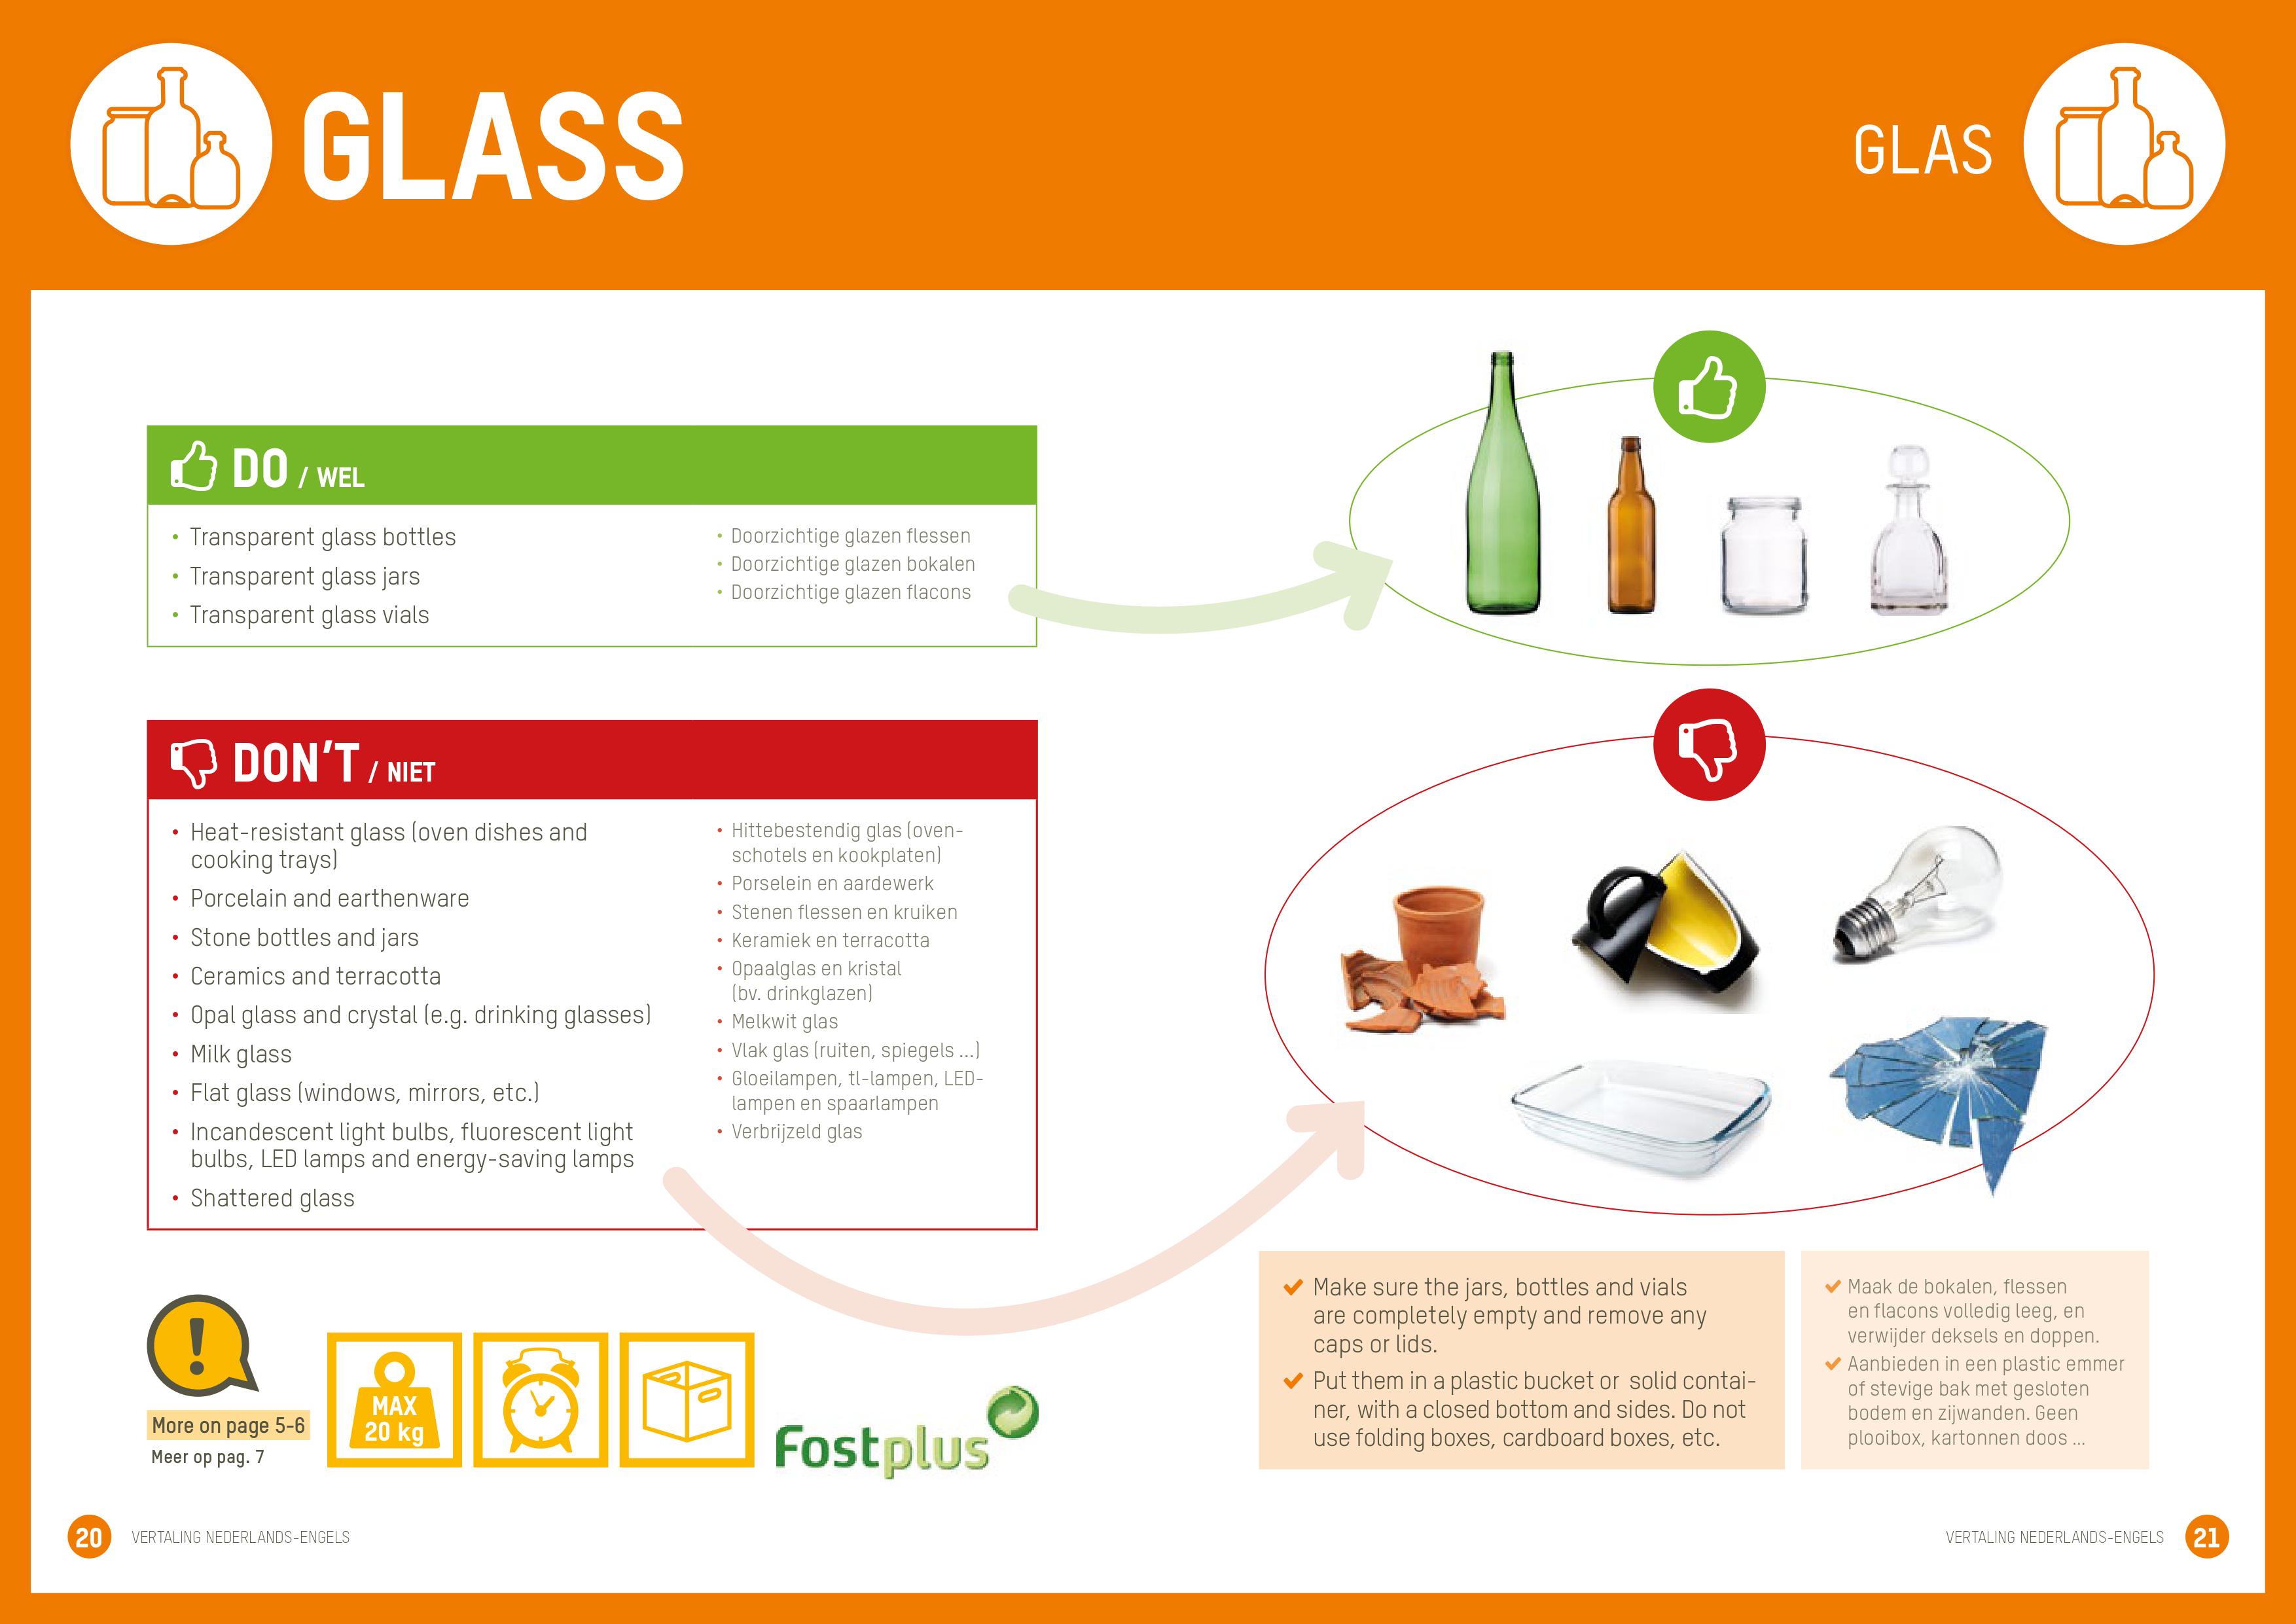 GLASS
GLAS
DO / WEL
• Transparent glass bottles
• Transparent glass jars
• Transparent glass vials
• Doorzichtige glazen flessen
• Doorzichtige glazen bokalen
• Doorzichtige glazen flacons
DON'T / NIET
• Heat-resistant glass (oven dishes and
cooking trays)
• Porcelain and earthenware
• Stone bottles and jars
• Ceramics and terracotta
• Opal glass and crystal (e.g. drinking glasses)
• Milk glass
• Flat glass (windows, mirrors, etc.)
• Incandescent light bulbs, fluorescent light
bulbs, LED lamps and energy-saving lamps
• Shattered glass
• Hittebestendig glas (oven-
schotels en kookplaten)
• Porselein en aardewerk
• Stenen flessen en kruiken
• Keramiek en terracotta
• Opaalglas en kristal
(bv. drinkglazen)
• Melkwit glas
• Vlak glas (ruiten, spiegels ...)
• Gloeilampen, tl-lampen, LED-
lampen en spaarlampen
• Verbrijzeld glas
More on page 5-6
Meer op pag. 7
MAX
20 kg
Fostplus
Make sure the jars, bottles and vials
are completely empty and remove any
caps or lids.
Put them in a plastic bucket or solid contai-
ner, with a closed bottom and sides. Do not
use folding boxes, cardboard boxes, etc.
Maak de bokalen, flessen
en flacons volledig leeg, en
verwijder deksels en doppen.
Aanbieden in een plastic emmer
of stevige bak met gesloten
bodem en zijwanden. Geen
plooibox, kartonnen doos ...
20 VERTALING NEDERLANDS-ENGELS
VERTALING NEDERLANDS-ENGELS 21